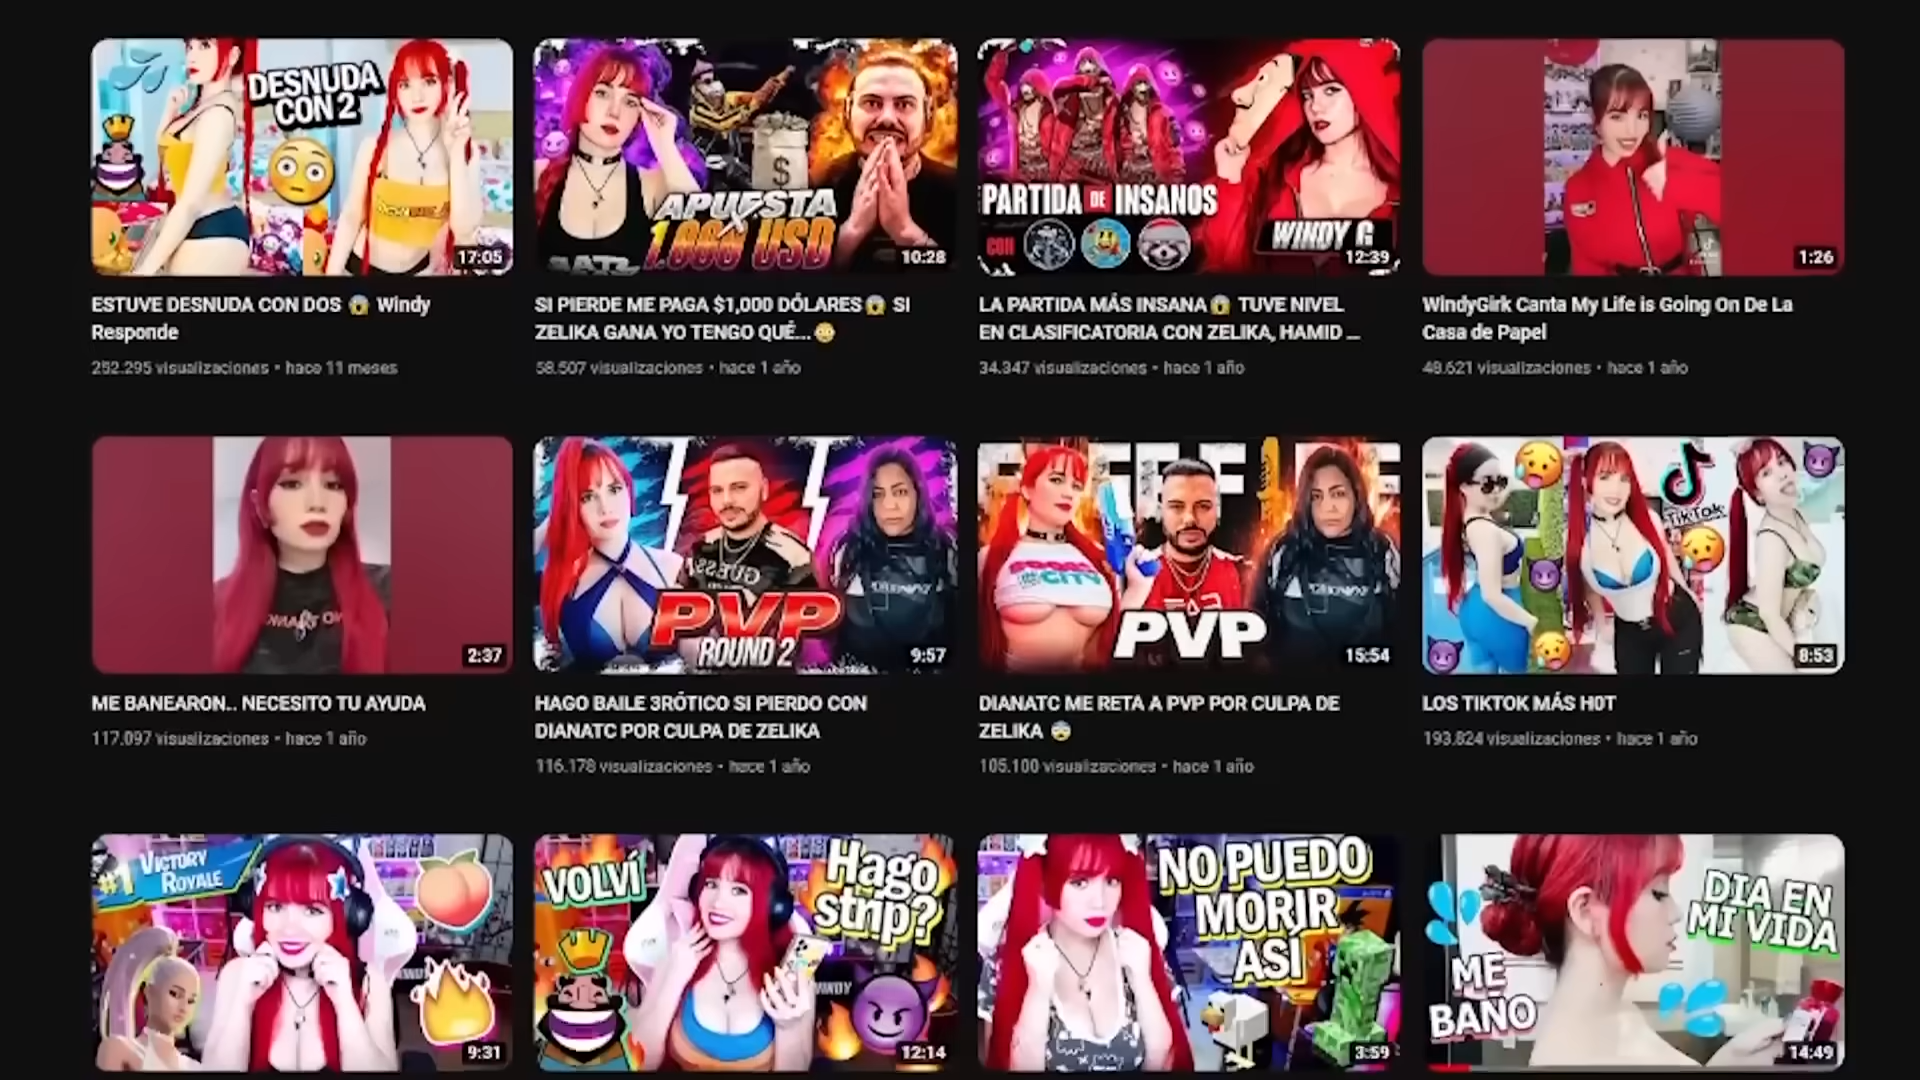 DESNUDA
CON 2
17:05
APUESTA
1.000 USD
10:28
PARTIDA DE INSANOS
CON
WINDY G
12:39
1:26
ESTUVE DESNUDA CON DOS 😱 Windy
Responde
252.295 visualizaciones • hace 11 meses
SI PIERDE ME PAGA $1,000 DÓLARES😱 SI
ZELIKA GANA YO TENGO QUÉ...😳
58.507 visualizaciones • hace 1 año
LA PARTIDA MÁS INSANA😱 TUVE NIVEL
EN CLASIFICATORIA CON ZELIKA, HAMID ...
34.347 visualizaciones • hace 1 año
WindyGirk Canta My Life is Going On De La
Casa de Papel
48.621 visualizaciones • hace 1 año
2:37
GUESS
PVP
ROUND 2
9:57
CITY
PVP
15:54
TikTok
8:53
ME BANEARON.. NECESITO TU AYUDA
117.097 visualizaciones • hace 1 año
HAGO BAILE 3RÓTICO SI PIERDO CON
DIANATC POR CULPA DE ZELIKA
116.178 visualizaciones • hace 1 año
DIANATC ME RETA A PVP POR CULPA DE
ZELIKA 😨
105.100 visualizaciones • hace 1 año
LOS TIKTOK MÁS H0T
193.824 visualizaciones • hace 1 año
#1 VICTORY
ROYALE
9:31
VOLVÍ
Hago
strip?
WINDY
12:14
NO PUEDO
MORIR
ASÍ
3:59
DIA EN
MI VIDA
ME
BAÑO
14:49